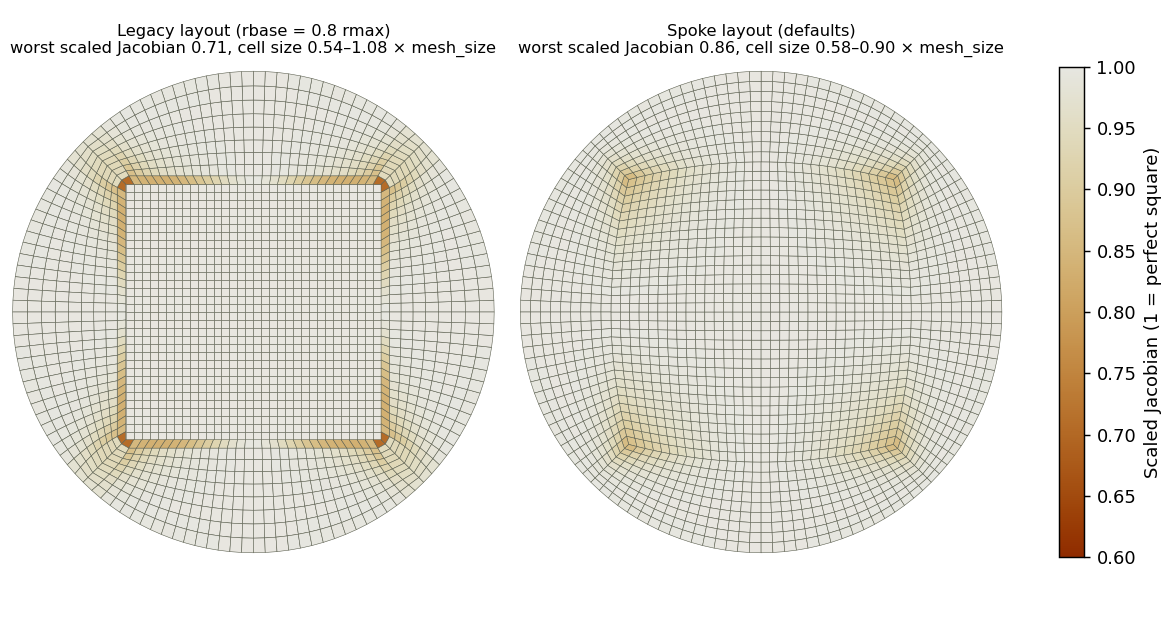 Legacy layout (rbase = 0.8 rmax)
worst scaled Jacobian 0.71, cell size 0.54–1.08 × mesh_size
Spoke layout (defaults)
worst scaled Jacobian 0.86, cell size 0.58–0.90 × mesh_size
1.00
0.95
0.90
0.85
0.80
0.75
0.70
0.65
0.60
Scaled Jacobian (1 = perfect square)